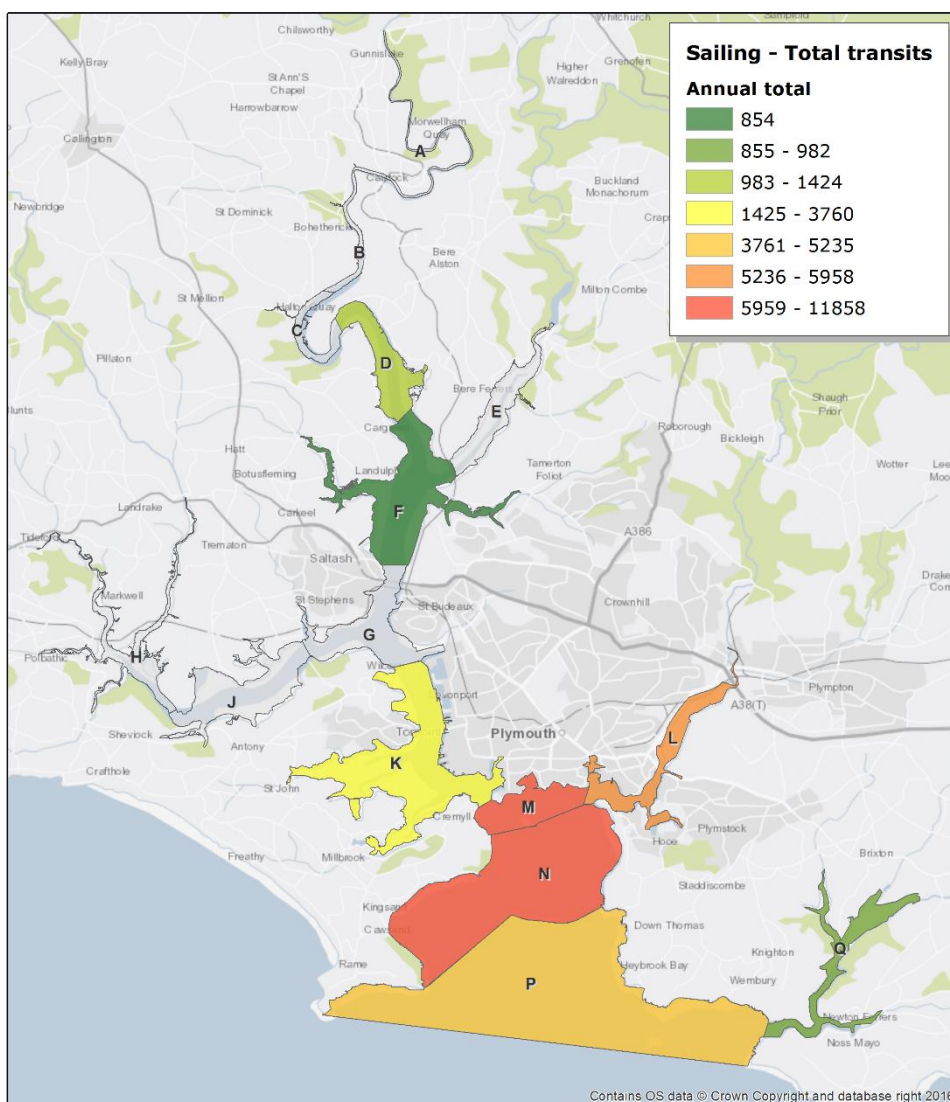 Sailing - Total transits
Annual total
854
855 - 982
983 - 1424
1425 - 3760
3761 - 5235
5236 - 5958
5959 - 11858
Whitchurch
Chilsworthy
Gunnislake
Grenofen
Kelly Bray
Higher
Walreddon
St Ann'S
Chapel
Harrowbarrow
Morwellham
Quay
Callington
A
Buckland
Monachorum
Newbridge
St Dominick
Bohetherick
B
Bere
Alston
St Mellion
Halton Quay
Milton Combe
C
Pillaton
D
Bere Ferrers
Shaugh
Prior
E
Roborough
Bickleigh
Hatt
Landulph
Tamerton
Foliot
Wotter
Botusfleming
Carkeel
F
Landrake
A386
Tideford
Trematon
Saltash
Markwell
St Stephens
St Budeaux
Crownhill
G
H
Polbathic
Plympton
J
A38(T)
Sheviock
Antony
Plymouth
L
Crafthole
K
St John
M
Cremyll
Hooe
Plymstock
Freathy
Millbrook
Brixton
N
Staddiscombe
Down Thomas
Knighton
Q
Rame
Heybrook Bay
Wembury
P
Newton Ferrers
Noss Mayo
Contains OS data © Crown Copyright and database right 2016